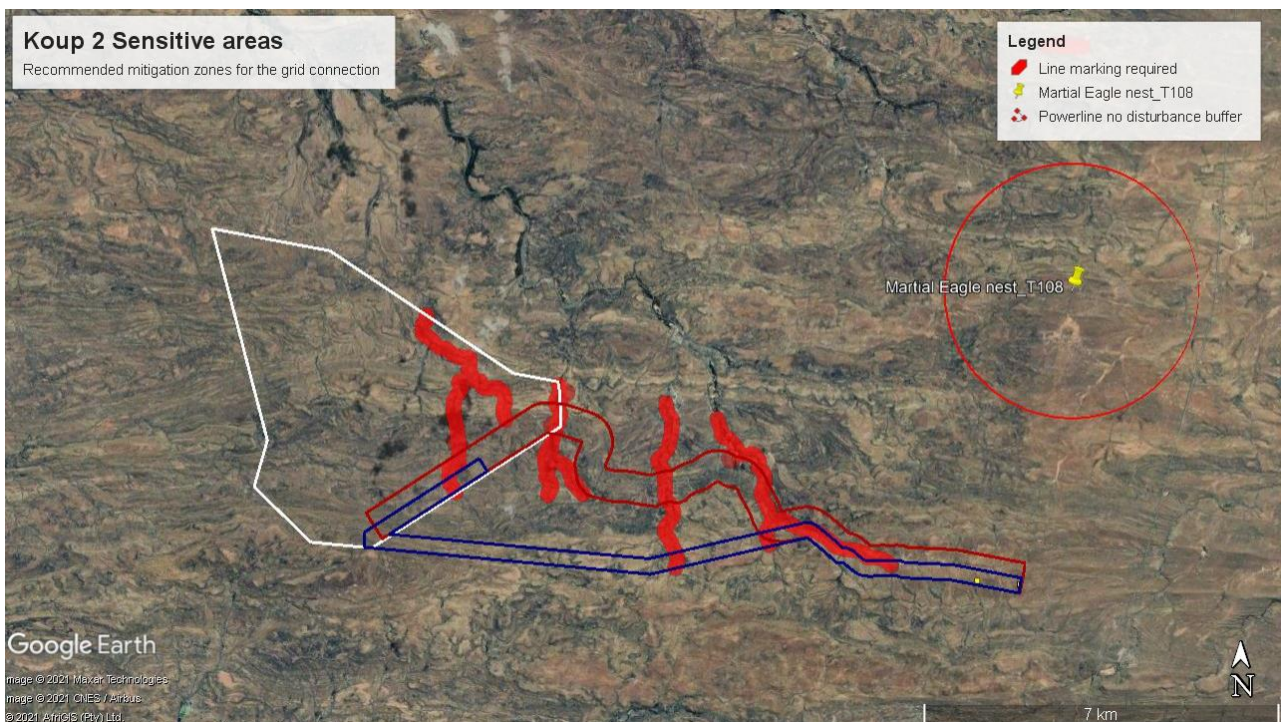 Koup 2 Sensitive areas
Recommended mitigation zones for the grid connection
Legend
Line marking required
Martial Eagle nest_T108
Powerline no disturbance buffer
Martial Eagle nest_T108
Google Earth
mage © 2021 Maxar Technologies
mage © 2021 CNES / Airbus
© 2021 AfriGIS (Pty) Ltd.
N
7 km